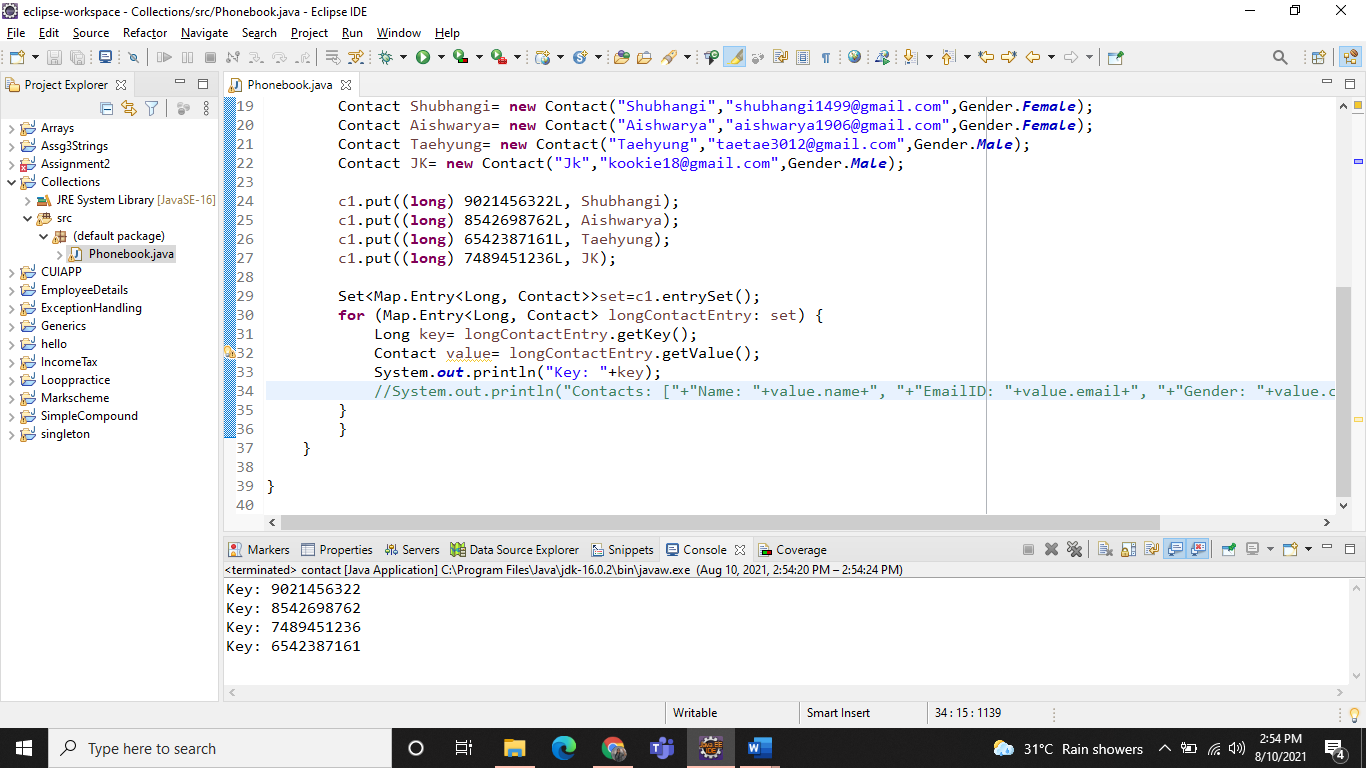 eclipse-workspace - Collections/src/Phonebook.java - Eclipse IDE
File Edit Source Refactor Navigate Search Project Run Window Help
Project Explorer
Phonebook.java
Arrays
Assg3Strings
Assignment2
Collections
JRE System Library [JavaSE-16]
src
(default package)
Phonebook.java
CUIAPP
EmployeeDetails
ExceptionHandling
Generics
hello
IncomeTax
Looppractice
Markscheme
SimpleCompound
singleton
19 Contact Shubhangi= new Contact("Shubhangi","shubhangi1499@gmail.com",Gender.Female);
20 Contact Aishwarya= new Contact("Aishwarya","aishwarya1906@gmail.com",Gender.Female);
21 Contact Taehyung= new Contact("Taehyung","taetae3012@gmail.com",Gender.Male);
22 Contact JK= new Contact("Jk","kookie18@gmail.com",Gender.Male);
23
24 c1.put((long) 9021456322L, Shubhangi);
25 c1.put((long) 8542698762L, Aishwarya);
26 c1.put((long) 6542387161L, Taehyung);
27 c1.put((long) 7489451236L, JK);
28
29 Set<Map.Entry<Long, Contact>>set=c1.entrySet();
30 for (Map.Entry<Long, Contact> longContactEntry: set) {
31 Long key= longContactEntry.getKey();
32 Contact value= longContactEntry.getValue();
33 System.out.println("Key: "+key);
34 //System.out.println("Contacts: ["+"Name: "+value.name+", "+"EmailID: "+value.email+", "+"Gender: "+value.
35 }
36 }
37 }
38
39 }
40
Markers Properties Servers Data Source Explorer Snippets Console Coverage
<terminated> contact [Java Application] C:\Program Files\Java\jdk-16.0.2\bin\javaw.exe (Aug 10, 2021, 2:54:20 PM – 2:54:24 PM)
Key: 9021456322
Key: 8542698762
Key: 7489451236
Key: 6542387161
Writable Smart Insert 34 : 15 : 1139
Type here to search
31°C Rain showers
2:54 PM
8/10/2021
4